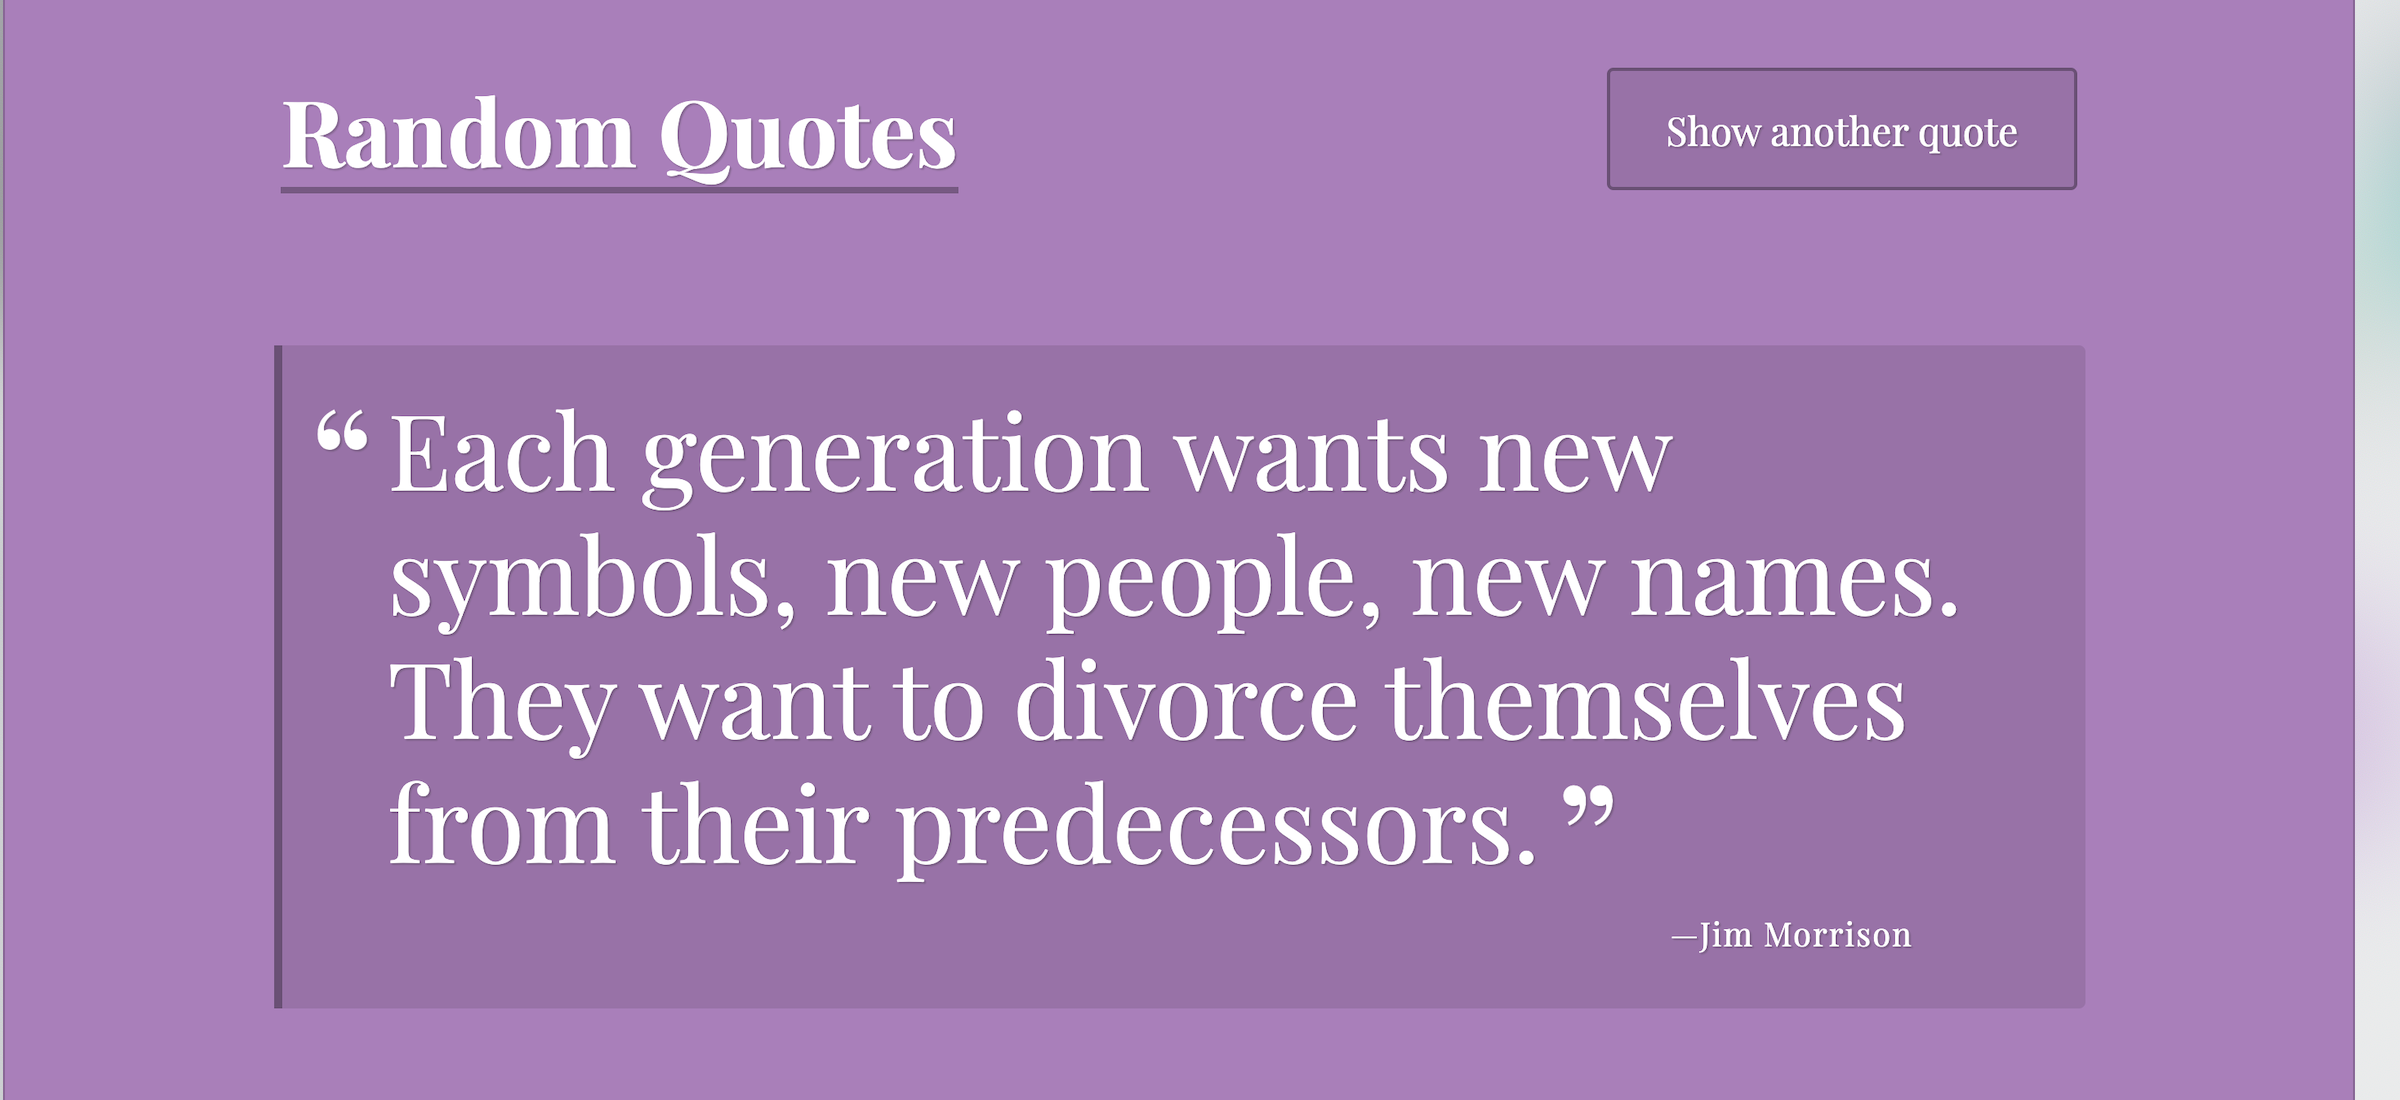 Random Quotes
Show another quote
“ Each generation wants new
symbols, new people, new names.
They want to divorce themselves
from their predecessors. ”
—Jim Morrison